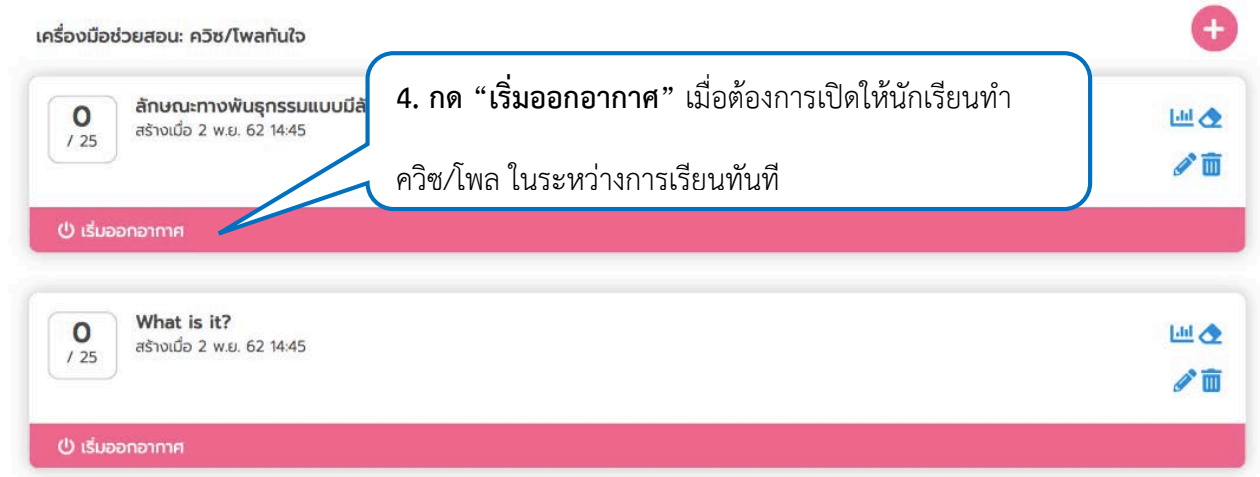 เครื่องมือช่วยสอน: ควิซ/โพลทันใจ
4. กด “เริ่มออกอากาศ” เมื่อต้องการเปิดให้นักเรียนทำ
ควิซ/โพล ในระหว่างการเรียนทันที
0
/ 25
ลักษณะทางพันธุกรรมแบบมี
สร้างเมื่อ 2 พ.ย. 62 14:45
เริ่มออกอากาศ
0
/ 25
What is it?
สร้างเมื่อ 2 พ.ย. 62 14:45
เริ่มออกอากาศ